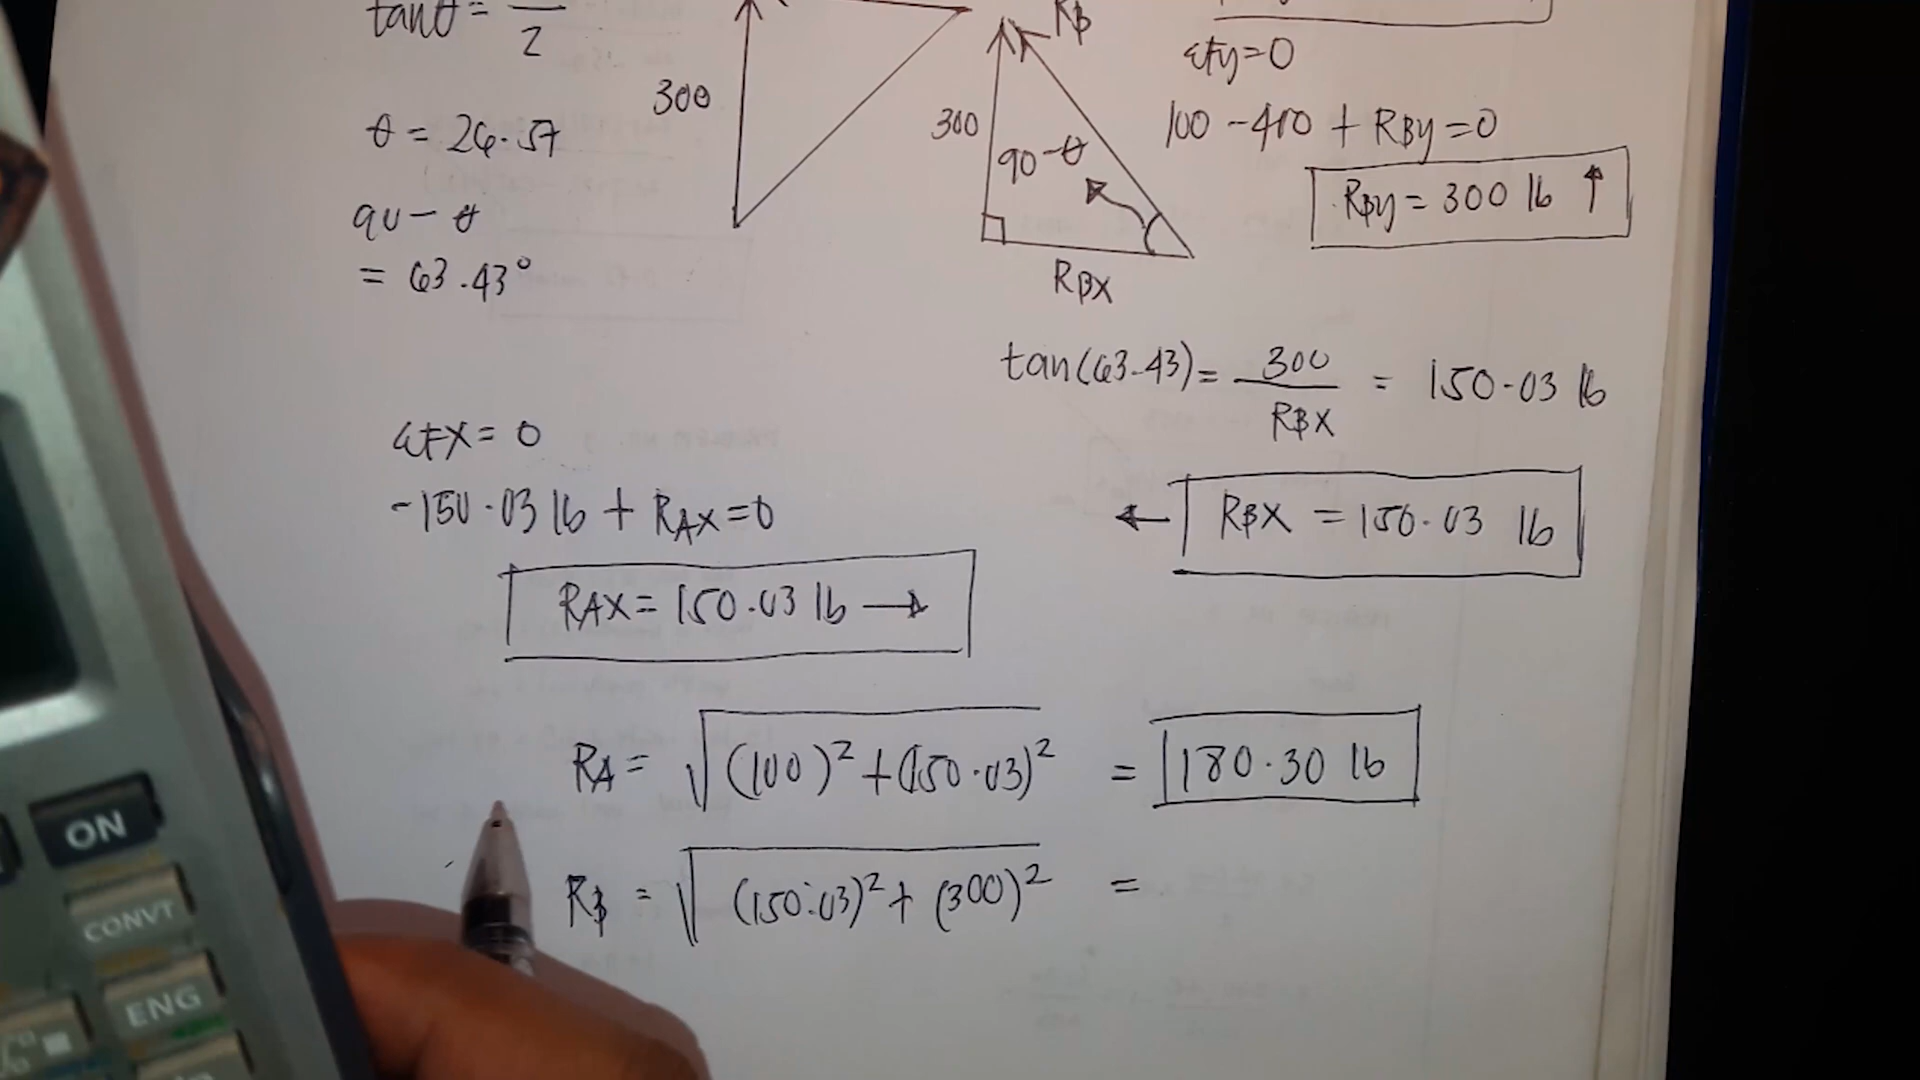 tanθ = — 2
θ = 26.57
90 - θ
= 63.43°
300
300
90-θ
RB
RBX
ΣFy=0
100 - 400 + RBy = 0
RBy = 300 lb ↑
tan(63.43) = 300 / RBX = 150.03 lb
← RBX = 150.03 lb
ΣFX = 0
-150.03 lb + RAX = 0
RAX = 150.03 lb →
RA = √(100)² + (150.03)² = 180.30 lb
RB = √(150.03)² + (300)² =
ON
CONVT
ENG